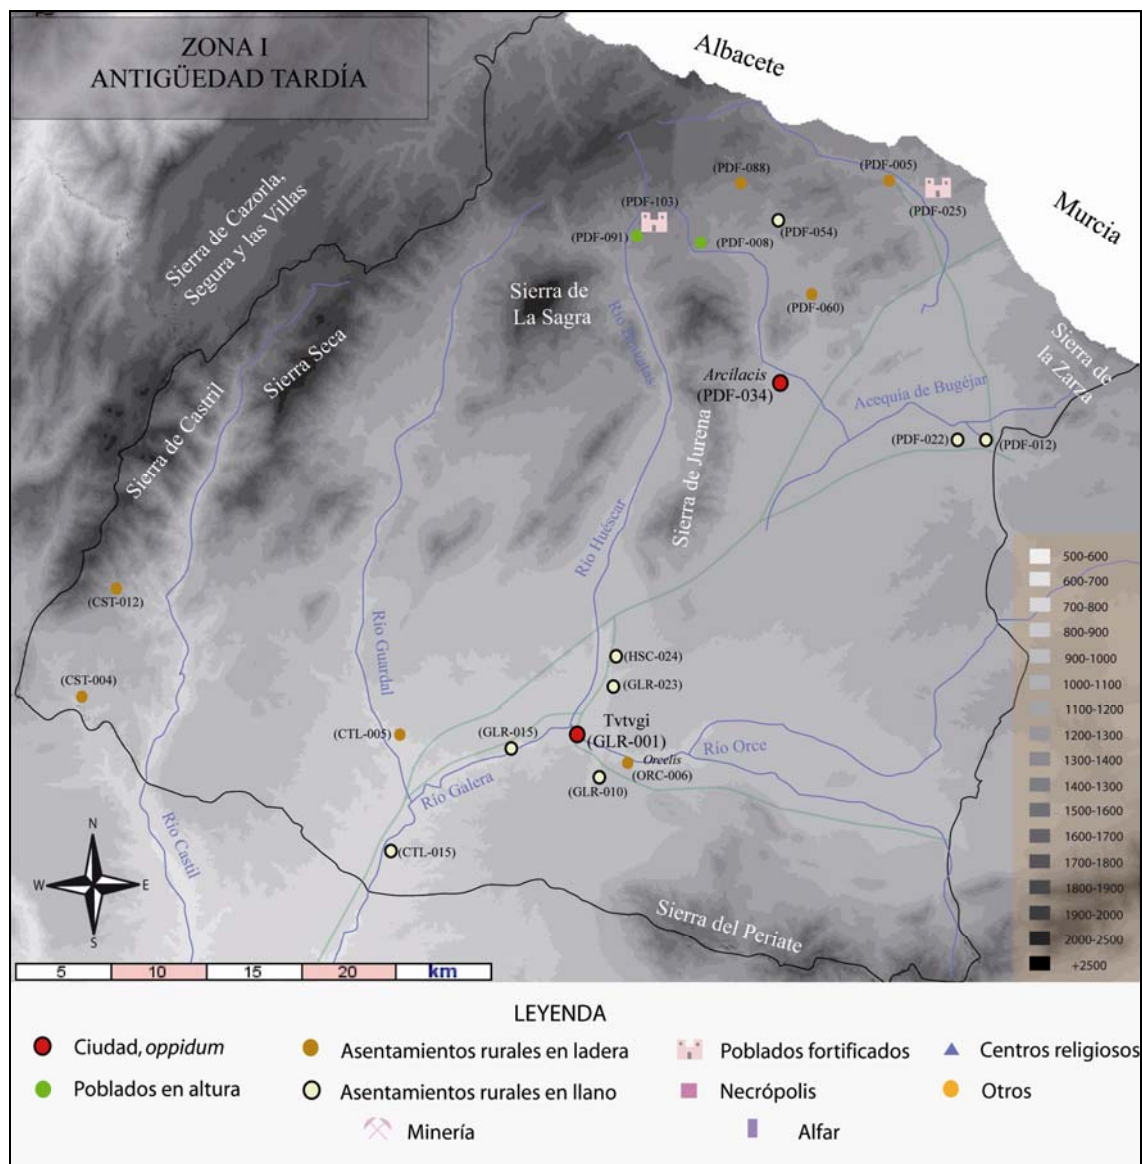 ZONA I
ANTIGÜEDAD TARDÍA
Albacete
Murcia
Sierra de Cazorla,
Segura y las Villas
Sierra Seca
Sierra de Castril
Sierra de
La Sagra
(PDF-088)
(PDF-005)
(PDF-025)
(PDF-103)
(PDF-091)
(PDF-008)
(PDF-054)
(PDF-060)
Río
Arcilacis
(PDF-034)
Sierra de Jurena
Sierra de
la Zarza
Acequia de Bugéjar
(PDF-022)
(PDF-012)
Río Huéscar
Río Guardal
(CST-012)
(CST-004)
(HSC-024)
(GLR-023)
(CTL-005)
(GLR-015)
Tvtvgi
(GLR-001)
Orcelis
(ORC-006)
(GLR-010)
Río Orce
Río Galera
(CTL-015)
Río Castil
Sierra del Periate
N
W
E
S
5
10
15
20
km
500-600
600-700
700-800
800-900
900-1000
1000-1100
1100-1200
1200-1300
1300-1400
1400-1300
1500-1600
1600-1700
1700-1800
1800-1900
1900-2000
2000-2500
+2500
LEYENDA
Ciudad, oppidum
Asentamientos rurales en ladera
Poblados fortificados
Centros religiosos
Poblados en altura
Asentamientos rurales en llano
Necrópolis
Otros
Minería
Alfar